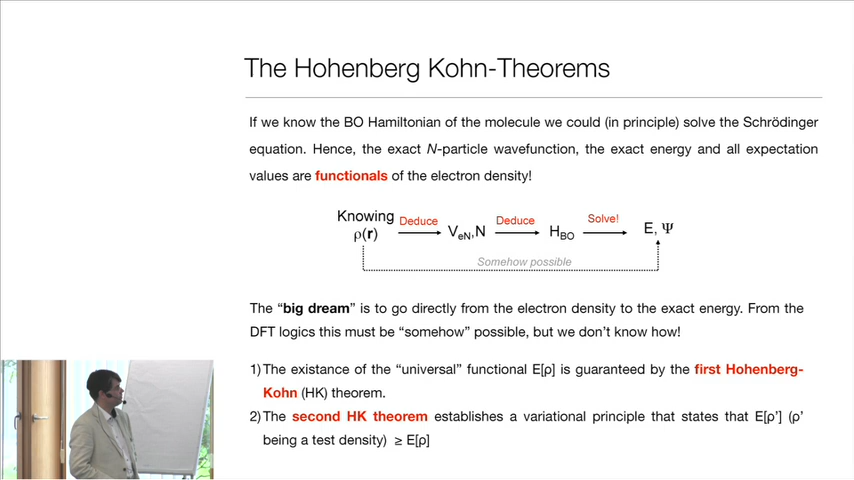 The Hohenberg Kohn-Theorems
If we know the BO Hamiltonian of the molecule we could (in principle) solve the Schrödinger
equation. Hence, the exact N-particle wavefunction, the exact energy and all expectation
values are functionals of the electron density!
Knowing
ρ(r)
Deduce
VeN,N
Deduce
HBO
Solve!
E, Ψ
Somehow possible
The “big dream” is to go directly from the electron density to the exact energy. From the
DFT logics this must be “somehow” possible, but we don’t know how!
1) The existance of the “universal” functional E[ρ] is guaranteed by the first Hohenberg-
Kohn (HK) theorem.
2) The second HK theorem establishes a variational principle that states that E[ρ’] (ρ’
being a test density) ≥ E[ρ]